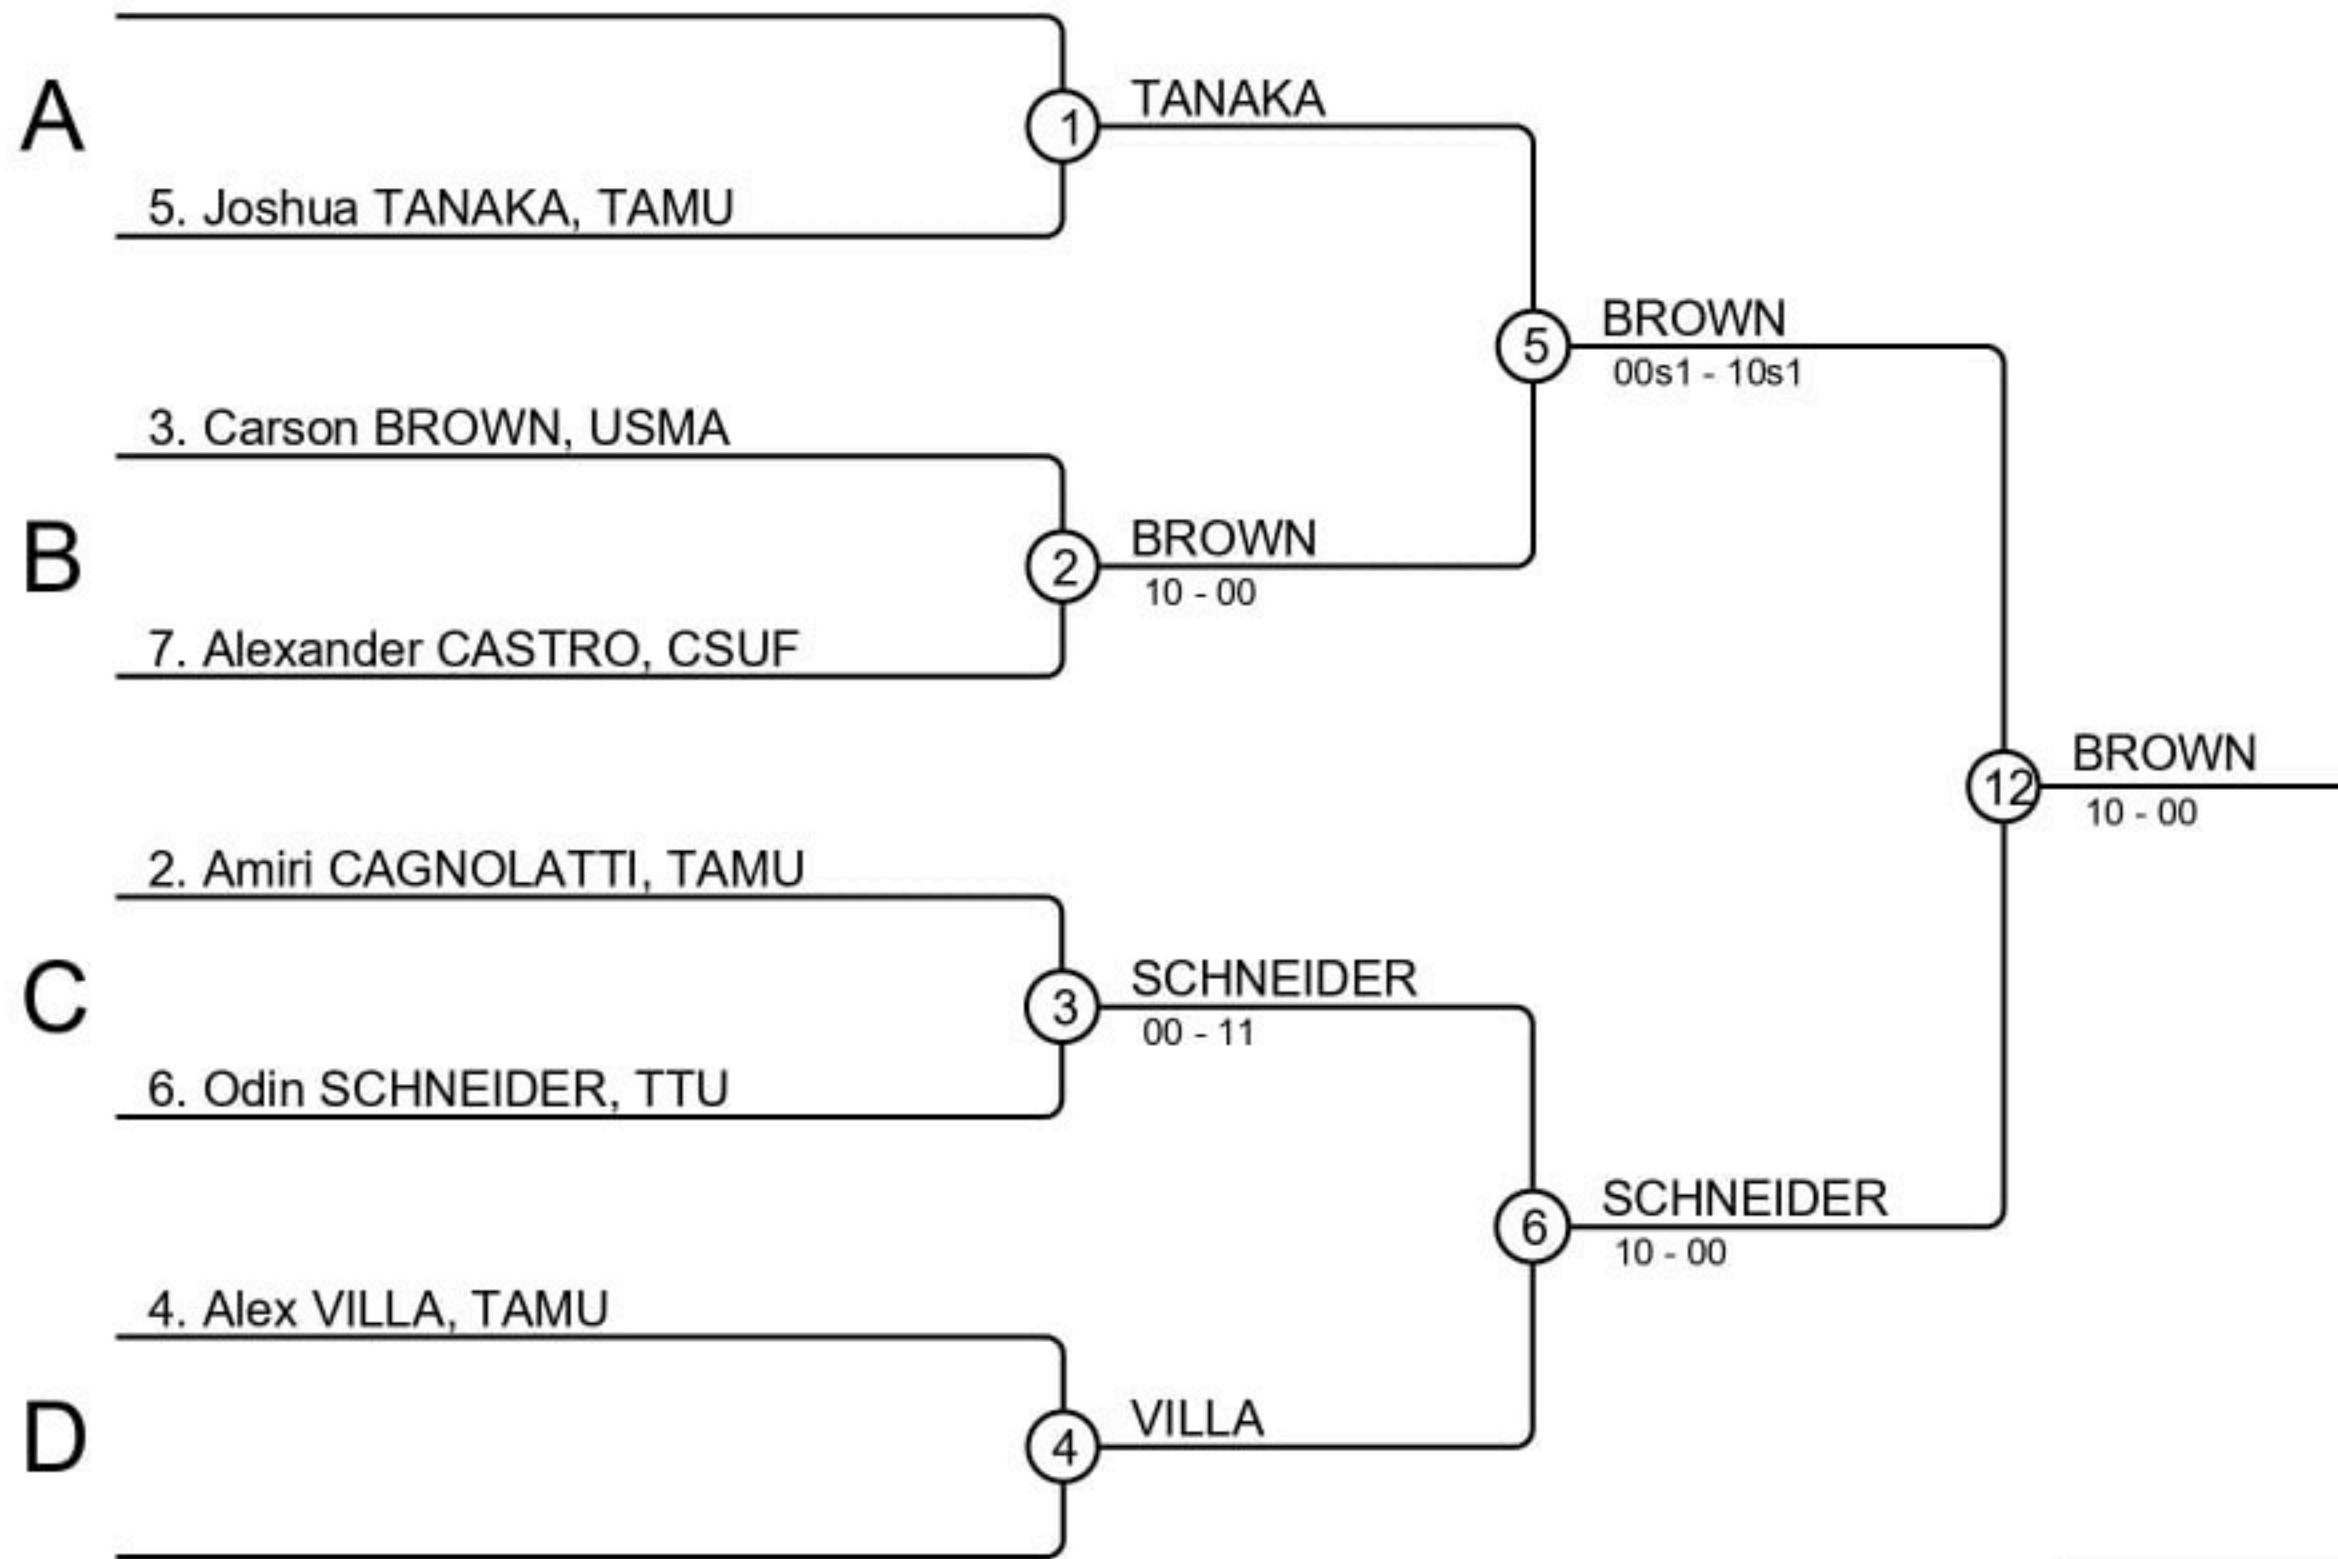 A
1
TANAKA
5. Joshua TANAKA, TAMU
5
BROWN
00s1 - 10s1
3. Carson BROWN, USMA
B
2
BROWN
10 - 00
7. Alexander CASTRO, CSUF
12
BROWN
10 - 00
2. Amiri CAGNOLATTI, TAMU
C
3
SCHNEIDER
00 - 11
6. Odin SCHNEIDER, TTU
6
SCHNEIDER
10 - 00
4. Alex VILLA, TAMU
D
4
VILLA